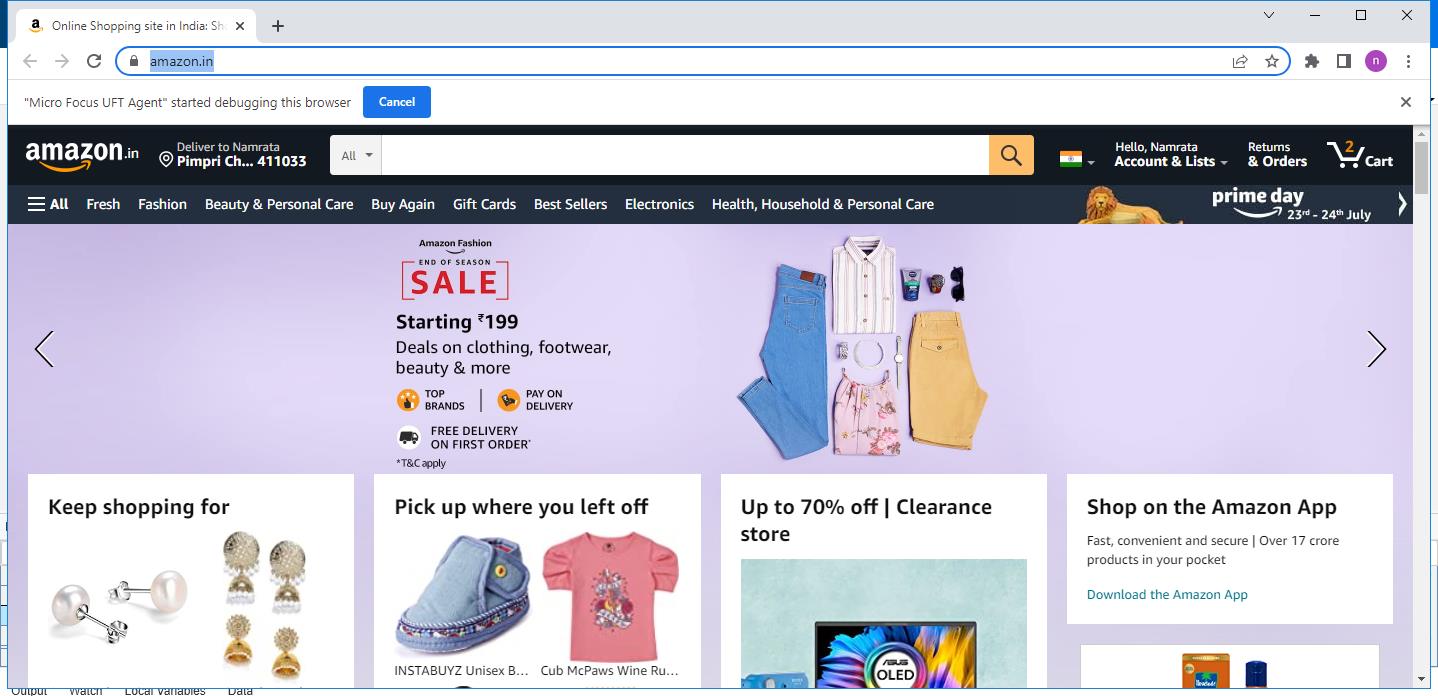 Online Shopping site in India: Sh
amazon.in
n
"Micro Focus UFT Agent" started debugging this browser
Cancel
amazon.in
Deliver to Namrata
Pimpri Ch... 411033
All
Hello, Namrata
Account & Lists
Returns
& Orders
2
Cart
All
Fresh
Fashion
Beauty & Personal Care
Buy Again
Gift Cards
Best Sellers
Electronics
Health, Household & Personal Care
prime day
23rd - 24th July
Amazon Fashion
END OF SEASON
SALE
Starting ₹199
Deals on clothing, footwear,
beauty & more
TOP
BRANDS
PAY ON
DELIVERY
FREE DELIVERY
ON FIRST ORDER*
*T&C apply
Keep shopping for
Pick up where you left off
INSTABUYZ Unisex B...
Cub McPaws Wine Ru...
Up to 70% off | Clearance
store
ASUS
OLED
Shop on the Amazon App
Fast, convenient and secure | Over 17 crore
products in your pocket
Download the Amazon App
Output
Watch
Local Variables
Data